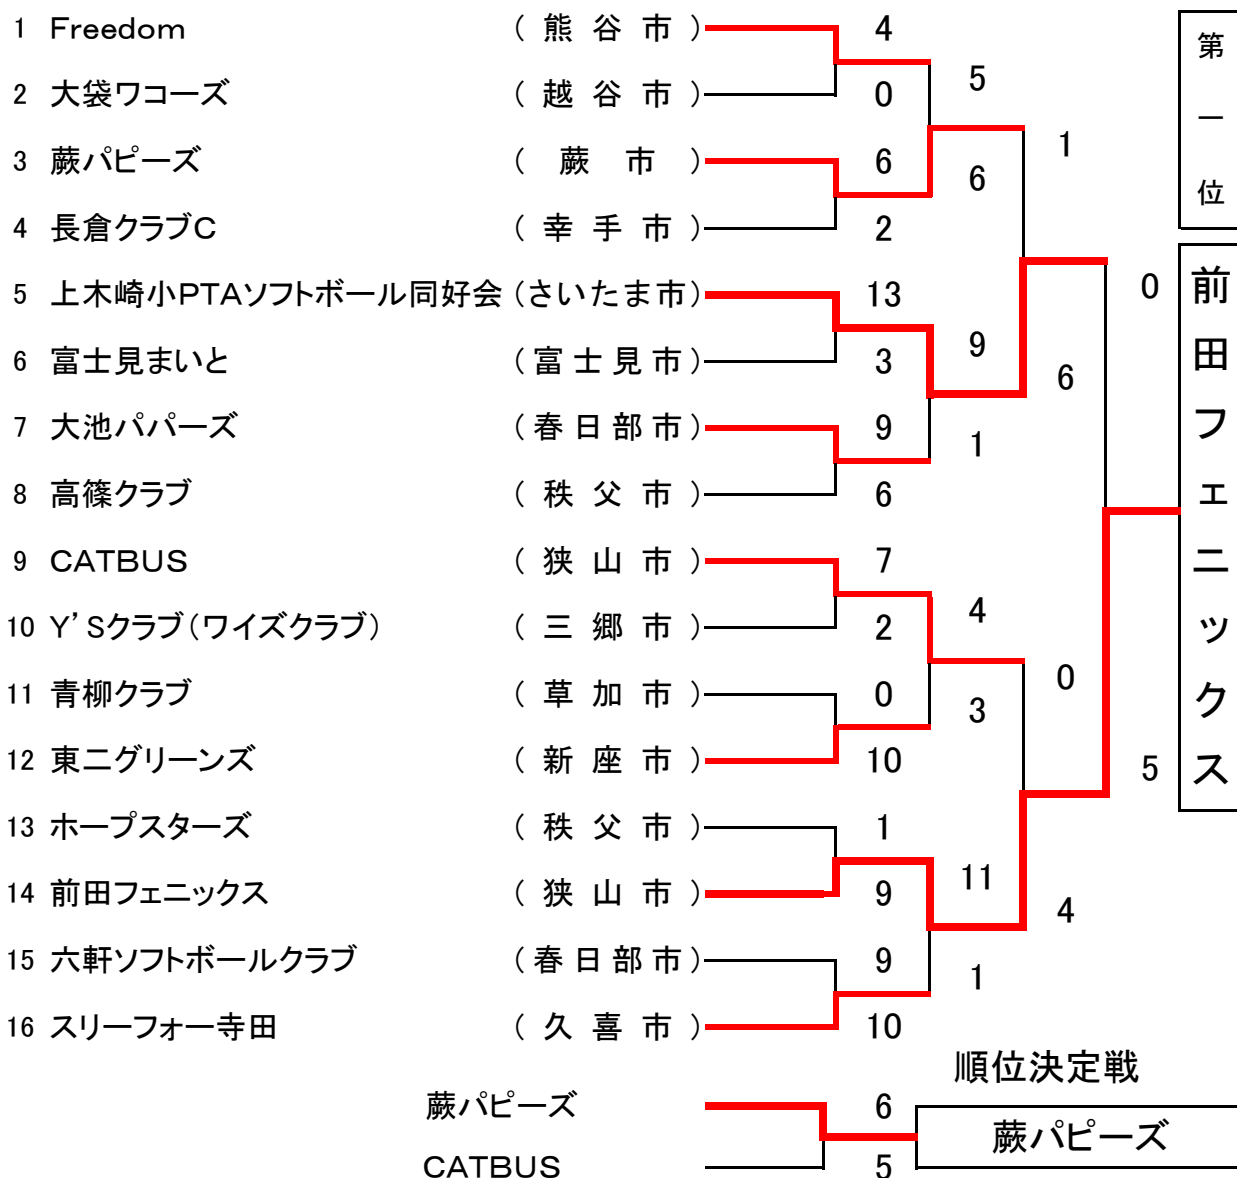 1 Freedom (熊谷市) 4
2 大袋ワコーズ (越谷市) 0
3 蕨パピーズ (蕨市) 6
4 長倉クラブC (幸手市) 2
5 上木崎小PTAソフトボール同好会 (さいたま市) 13
6 富士見まいと (富士見市) 3
7 大池パパーズ (春日部市) 9
8 高篠クラブ (秩父市) 6
9 CATBUS (狭山市) 7
10 Y'Sクラブ(ワイズクラブ) (三郷市) 2
11 青柳クラブ (草加市) 0
12 東二グリーンズ (新座市) 10
13 ホープスターズ (秩父市) 1
14 前田フェニックス (狭山市) 9
15 六軒ソフトボールクラブ (春日部市) 9
16 スリーフォー寺田 (久喜市) 10
5
6
9
1
4
3
11
1
1
6
0
4
0
5
第一位
前田フェニックス
順位決定戦
蕨パピーズ 6
CATBUS 5
蕨パピーズ